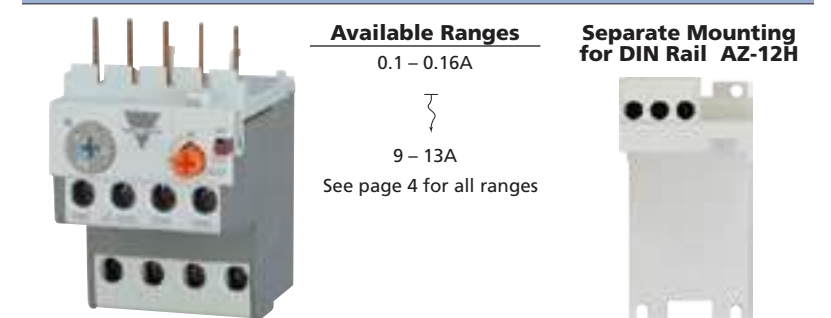 Available Ranges
0.1 – 0.16A
9 – 13A
See page 4 for all ranges
Separate Mounting
for DIN Rail AZ-12H